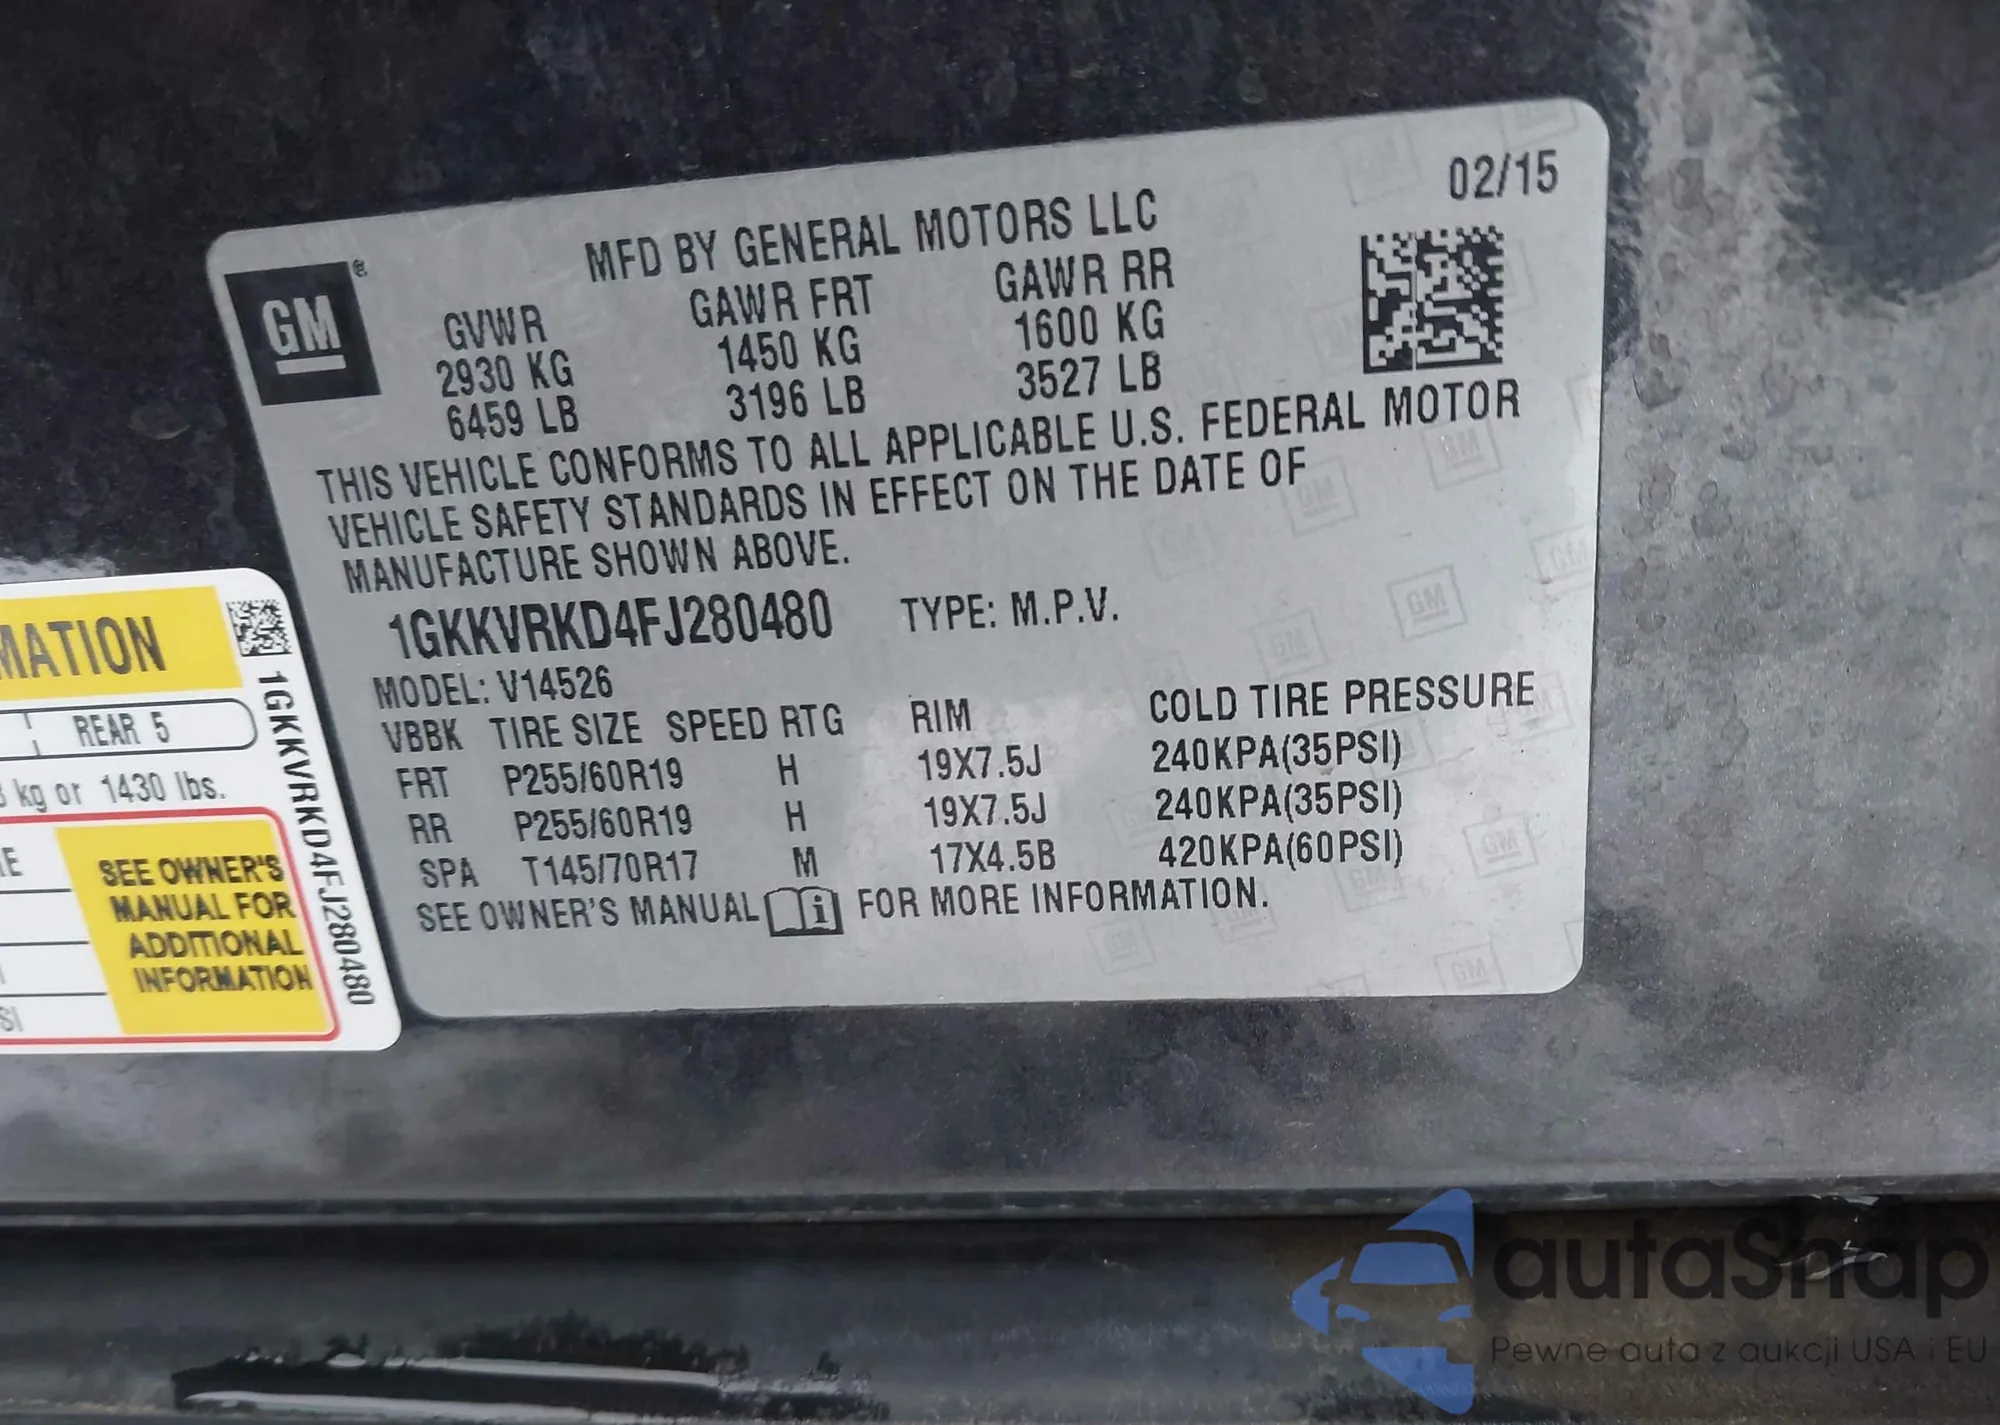 02/15
MFD BY GENERAL MOTORS LLC
GM®
GVWR GAWR FRT GAWR RR
2930 KG 1450 KG 1600 KG
6459 LB 3196 LB 3527 LB
THIS VEHICLE CONFORMS TO ALL APPLICABLE U.S. FEDERAL MOTOR
VEHICLE SAFETY STANDARDS IN EFFECT ON THE DATE OF
MANUFACTURE SHOWN ABOVE.
1GKKVRKD4FJ280480 TYPE: M.P.V.
MODEL: V14526
VBBK TIRE SIZE SPEED RTG RIM COLD TIRE PRESSURE
FRT P255/60R19 H 19X7.5J 240KPA(35PSI)
RR P255/60R19 H 19X7.5J 240KPA(35PSI)
SPA T145/70R17 M 17X4.5B 420KPA(60PSI)
SEE OWNER'S MANUAL i FOR MORE INFORMATION.
MATION
REAR 5
kg or 1430 lbs.
SEE OWNER'S
MANUAL FOR
ADDITIONAL
INFORMATION
1GKKVRKD4FJ280480
autaSnap
Pewne auta z aukcji USA i EU